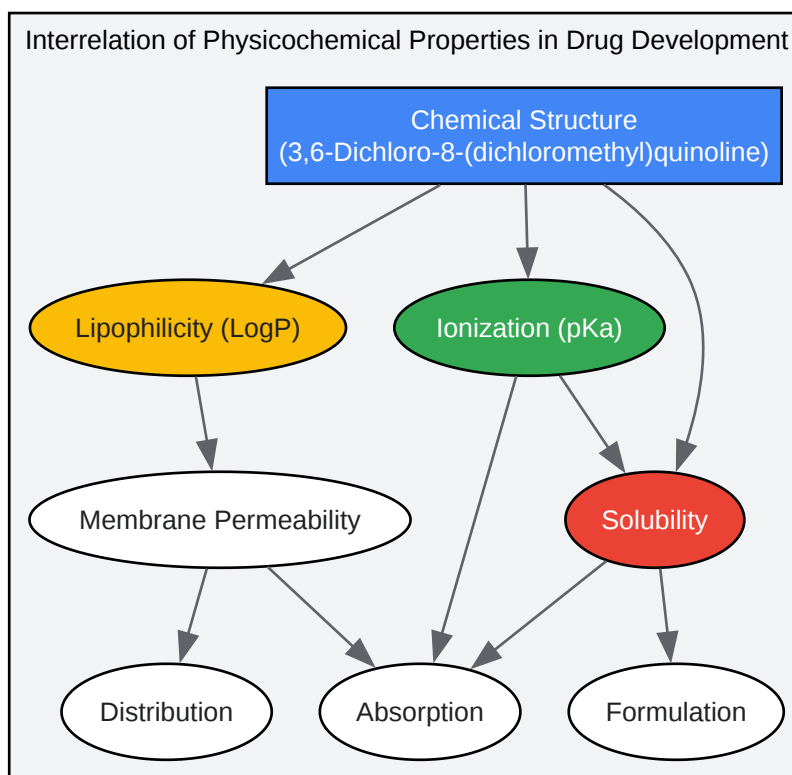 Interrelation of Physicochemical Properties in Drug Development
Chemical Structure
(3,6-Dichloro-8-(dichloromethyl)quinoline)
Lipophilicity (LogP)
Ionization (pKa)
Membrane Permeability
Solubility
Distribution
Absorption
Formulation